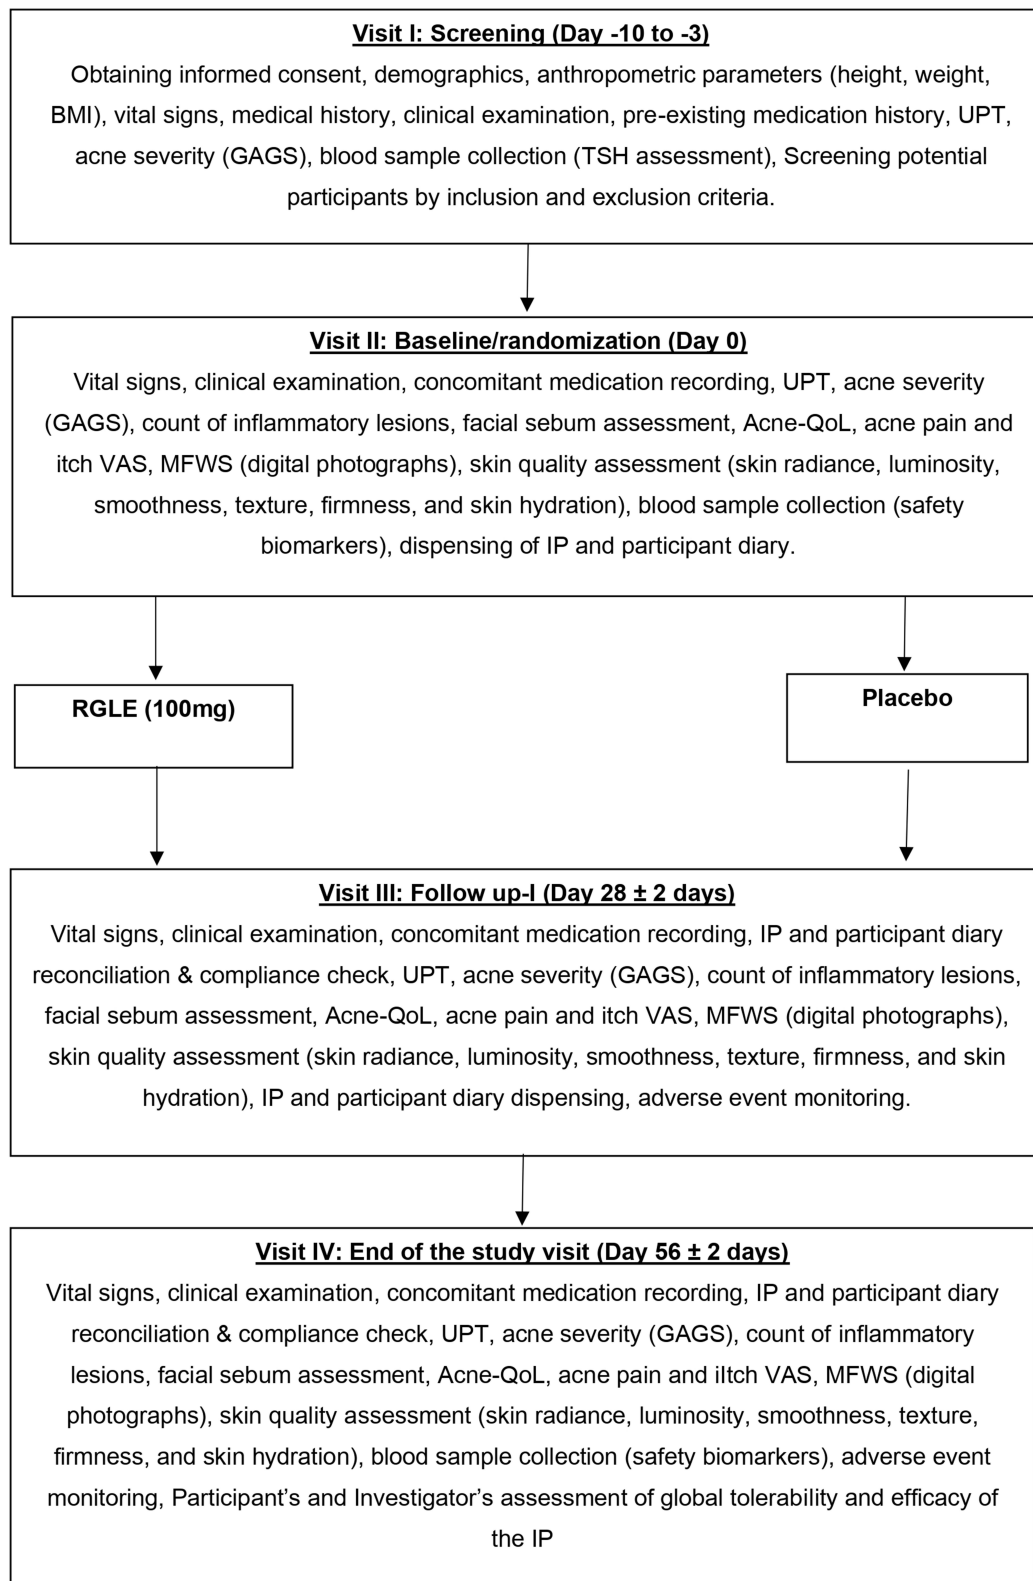 Visit I: Screening (Day -10 to -3)
Obtaining informed consent, demographics, anthropometric parameters (height, weight,
BMI), vital signs, medical history, clinical examination, pre-existing medication history, UPT,
acne severity (GAGS), blood sample collection (TSH assessment), Screening potential
participants by inclusion and exclusion criteria.
Visit II: Baseline/randomization (Day 0)
Vital signs, clinical examination, concomitant medication recording, UPT, acne severity
(GAGS), count of inflammatory lesions, facial sebum assessment, Acne-QoL, acne pain and
itch VAS, MFWS (digital photographs), skin quality assessment (skin radiance, luminosity,
smoothness, texture, firmness, and skin hydration), blood sample collection (safety
biomarkers), dispensing of IP and participant diary.
RGLE (100mg)
Placebo
Visit III: Follow up-I (Day 28 ± 2 days)
Vital signs, clinical examination, concomitant medication recording, IP and participant diary
reconciliation & compliance check, UPT, acne severity (GAGS), count of inflammatory lesions,
facial sebum assessment, Acne-QoL, acne pain and itch VAS, MFWS (digital photographs),
skin quality assessment (skin radiance, luminosity, smoothness, texture, firmness, and skin
hydration), IP and participant diary dispensing, adverse event monitoring.
Visit IV: End of the study visit (Day 56 ± 2 days)
Vital signs, clinical examination, concomitant medication recording, IP and participant diary
reconciliation & compliance check, UPT, acne severity (GAGS), count of inflammatory
lesions, facial sebum assessment, Acne-QoL, acne pain and iItch VAS, MFWS (digital
photographs), skin quality assessment (skin radiance, luminosity, smoothness, texture,
firmness, and skin hydration), blood sample collection (safety biomarkers), adverse event
monitoring, Participant’s and Investigator’s assessment of global tolerability and efficacy of
the IP